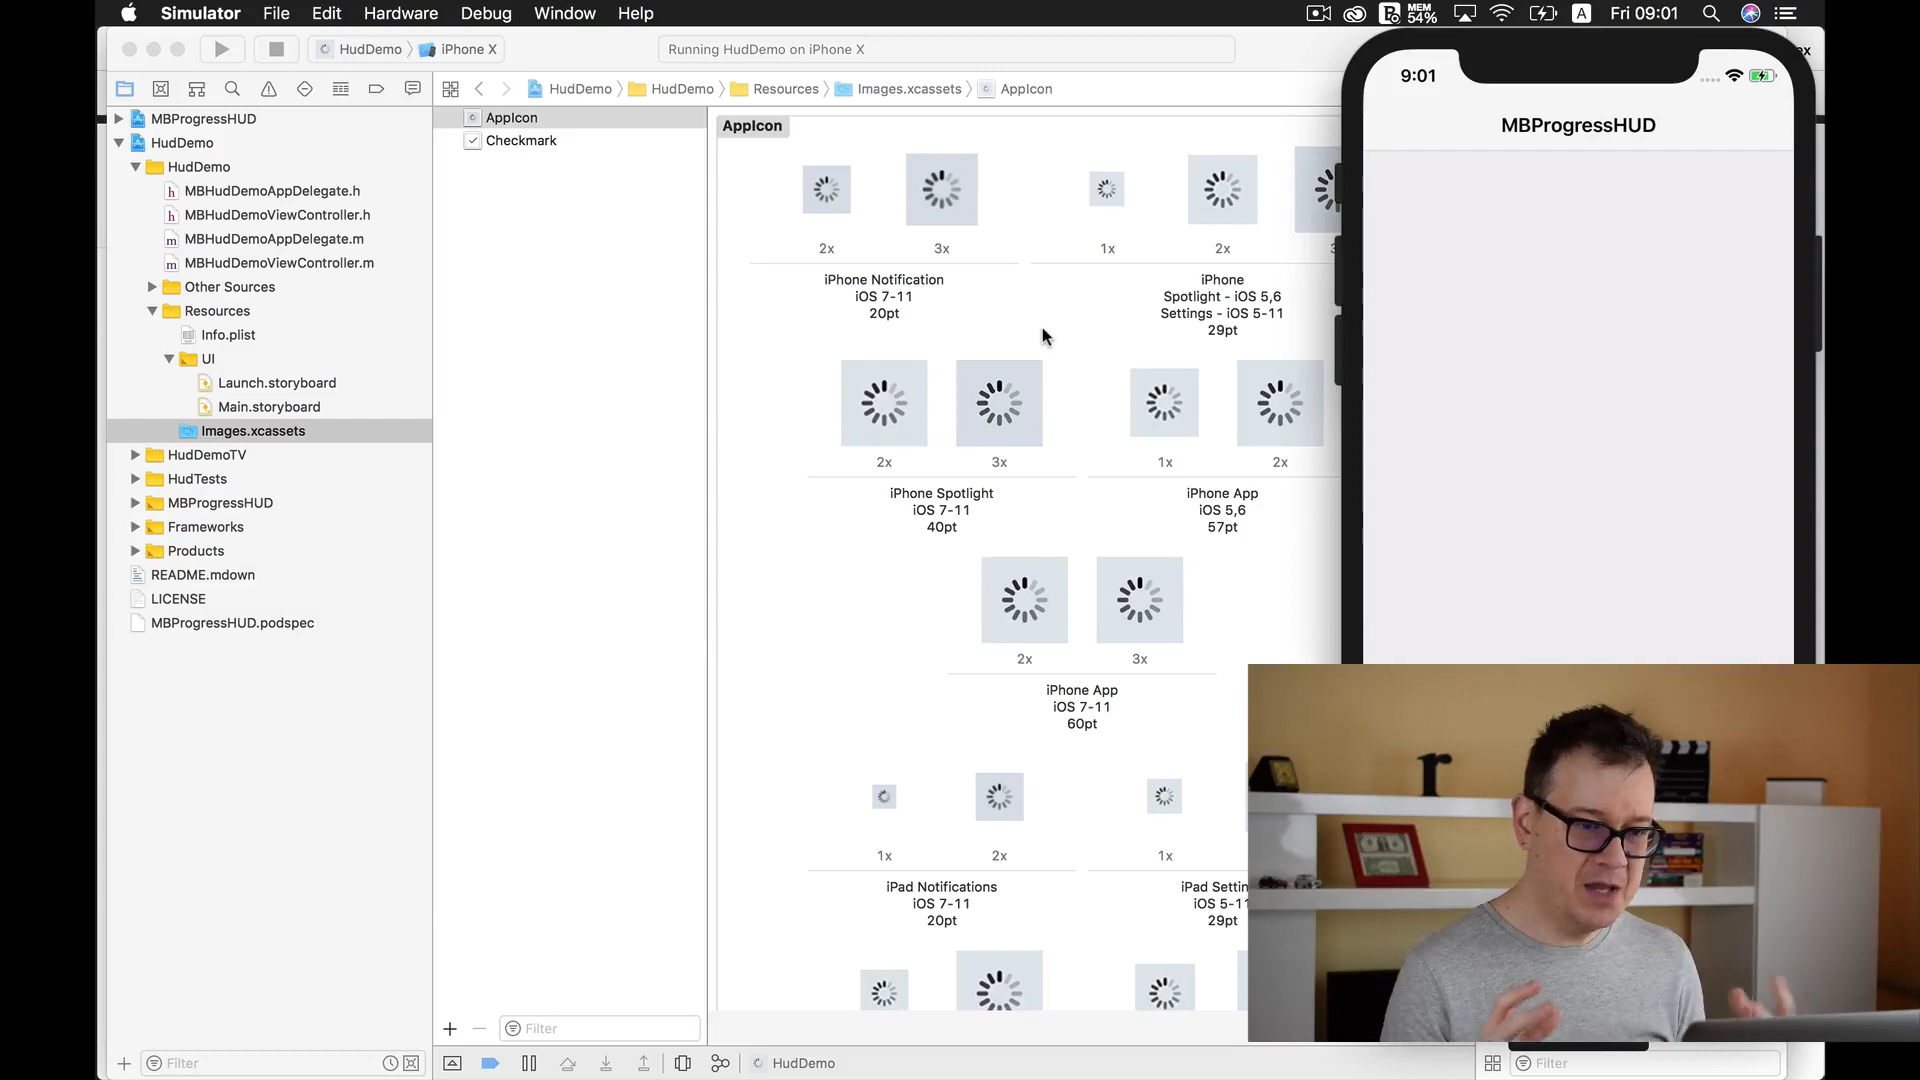 Simulator File Edit Hardware Debug Window Help
MEM 54% A Fri 09:01
HudDemo iPhone X
Running HudDemo on iPhone X
HudDemo HudDemo Resources Images.xcassets AppIcon
MBProgressHUD
HudDemo
HudDemo
h MBHudDemoAppDelegate.h
h MBHudDemoViewController.h
m MBHudDemoAppDelegate.m
m MBHudDemoViewController.m
Other Sources
Resources
Info.plist
UI
Launch.storyboard
Main.storyboard
Images.xcassets
HudDemoTV
HudTests
MBProgressHUD
Frameworks
Products
README.mdown
LICENSE
MBProgressHUD.podspec
Filter
AppIcon
Checkmark
Filter
AppIcon
2x 3x
iPhone Notification
iOS 7-11
20pt
1x 2x
iPhone
Spotlight - iOS 5,6
Settings - iOS 5-11
29pt
2x 3x
iPhone Spotlight
iOS 7-11
40pt
1x 2x
iPhone App
iOS 5,6
57pt
2x 3x
iPhone App
iOS 7-11
60pt
1x 2x
iPad Notifications
iOS 7-11
20pt
1x
iPad Settin
iOS 5-11
29pt
HudDemo
Filter
9:01
MBProgressHUD